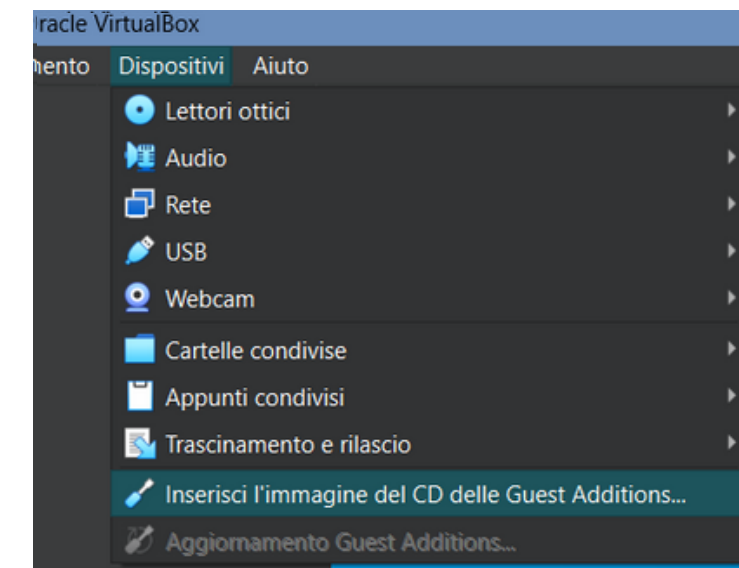 racle VirtualBox
mento Dispositivi Aiuto
Lettori ottici
Audio
Rete
USB
Webcam
Cartelle condivise
Appunti condivisi
Trascinamento e rilascio
Inserisci l'immagine del CD delle Guest Additions...
Aggiornamento Guest Additions...